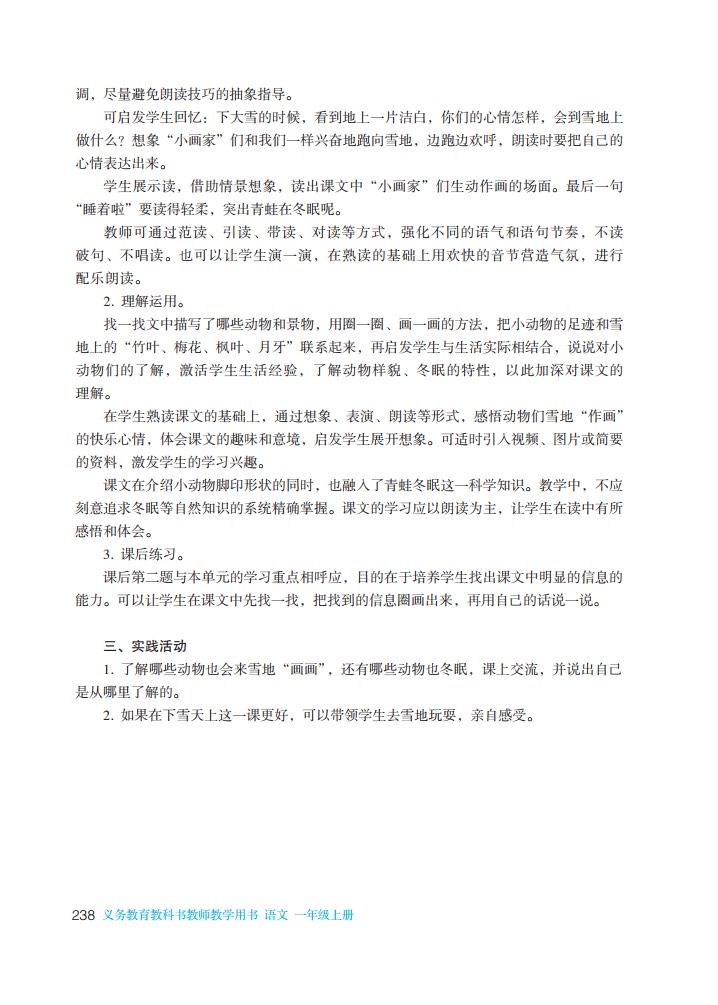 调，尽量避免朗读技巧的抽象指导。
可启发学生回忆：下大雪的时候，看到地上一片洁白，你们的心情怎样，会到雪地上
做什么？想象“小画家”们和我们一样兴奋地跑向雪地，边跑边欢呼，朗读时要把自己的
心情表达出来。
学生展示读，借助情景想象，读出课文中“小画家”们生动作画的场面。最后一句
“睡着啦”要读得轻柔，突出青蛙在冬眠呢。
教师可通过范读、引读、带读、对读等方式，强化不同的语气和语句节奏，不读
破句、不唱读。也可以让学生演一演，在熟读的基础上用欢快的音节营造气氛，进行
配乐朗读。
2. 理解运用。
找一找文中描写了哪些动物和景物，用圈一圈、画一画的方法，把小动物的足迹和雪
地上的“竹叶、梅花、枫叶、月牙”联系起来，再启发学生与生活实际相结合，说说对小
动物们的了解，激活学生生活经验，了解动物样貌、冬眠的特性，以此加深对课文的
理解。
在学生熟读课文的基础上，通过想象、表演、朗读等形式，感悟动物们雪地“作画”
的快乐心情，体会课文的趣味和意境，启发学生展开想象。可适时引入视频、图片或简要
的资料，激发学生的学习兴趣。
课文在介绍小动物脚印形状的同时，也融入了青蛙冬眠这一科学知识。教学中，不应
刻意追求冬眠等自然知识的系统精确掌握。课文的学习应以朗读为主，让学生在读中有所
感悟和体会。
3. 课后练习。
课后第二题与本单元的学习重点相呼应，目的在于培养学生找出课文中明显的信息的
能力。可以让学生在课文中先找一找，把找到的信息圈画出来，再用自己的话说一说。
三、实践活动
1. 了解哪些动物也会来雪地“画画”，还有哪些动物也冬眠，课上交流，并说出自己
是从哪里了解的。
2. 如果在下雪天上这一课更好，可以带领学生去雪地玩耍，亲自感受。
238 义务教育教科书教师教学用书 语文 一年级上册